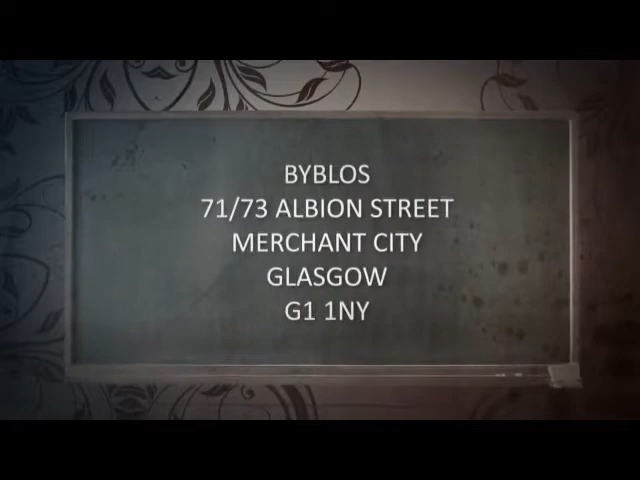 BYBLOS
71/73 ALBION STREET
MERCHANT CITY
GLASGOW
G1 1NY